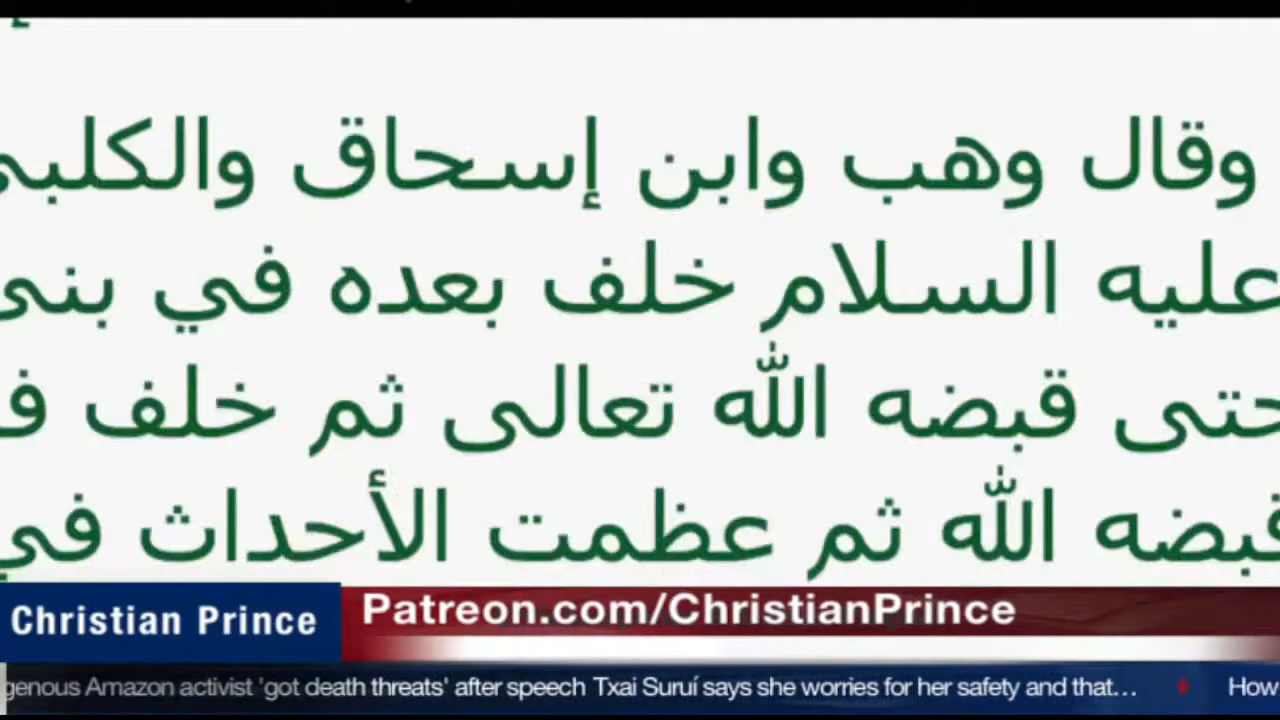 وقال وهب وابن إسحاق والكلبي
عليه السلام خلف بعده في بنى
حتى قبضه الله تعالى ثم خلف ف
قبضه الله ثم عظمت الأحداث في
Christian Prince
Patreon.com/ChristianPrince
genous Amazon activist 'got death threats' after speech Txai Suruí says she worries for her safety and that… How